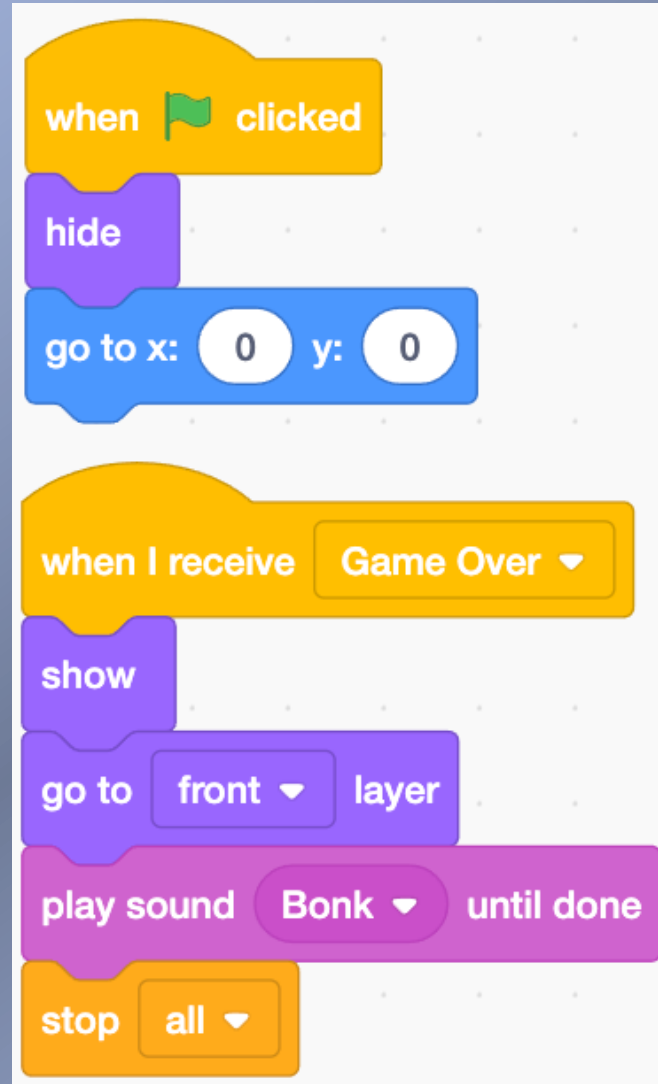 when clicked
hide
go to x: 0 y: 0
when I receive Game Over
show
go to front layer
play sound Bonk until done
stop all